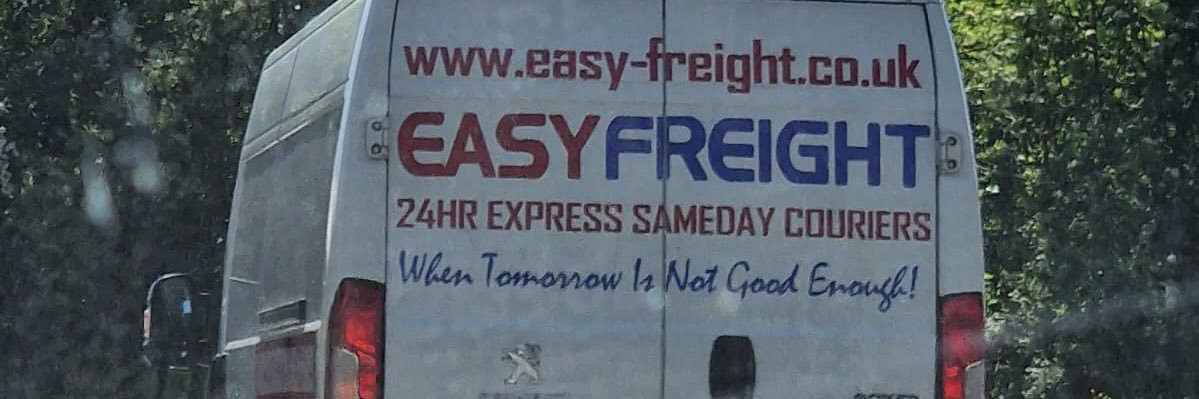 www.easy-freight.co.uk
EASYFREIGHT
24HR EXPRESS SAMEDAY COURIERS
When Tomorrow Is Not Good Enough!